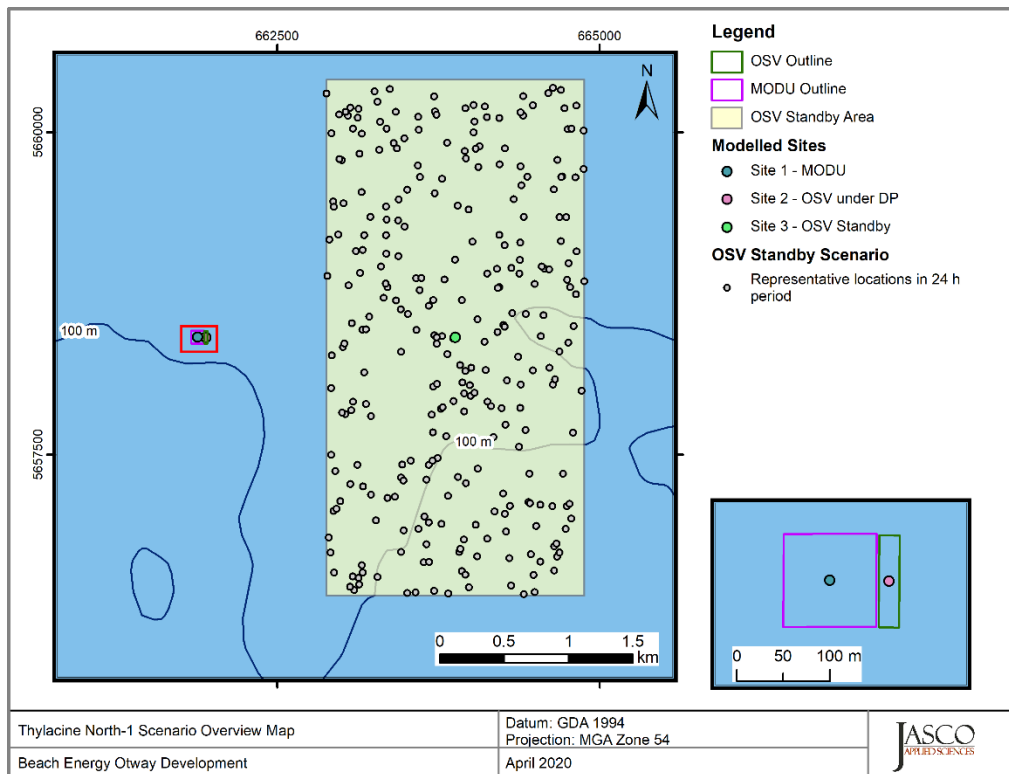 662500
665000
5660000
5657500
N
100 m
100 m
0 0.5 1 1.5
km
Legend
OSV Outline
MODU Outline
OSV Standby Area
Modelled Sites
Site 1 - MODU
Site 2 - OSV under DP
Site 3 - OSV Standby
OSV Standby Scenario
Representative locations in 24 h
period
0 50 100 m
Thylacine North-1 Scenario Overview Map
Datum: GDA 1994
Projection: MGA Zone 54
Beach Energy Otway Development
April 2020
JASCO
APPLIED SCIENCES